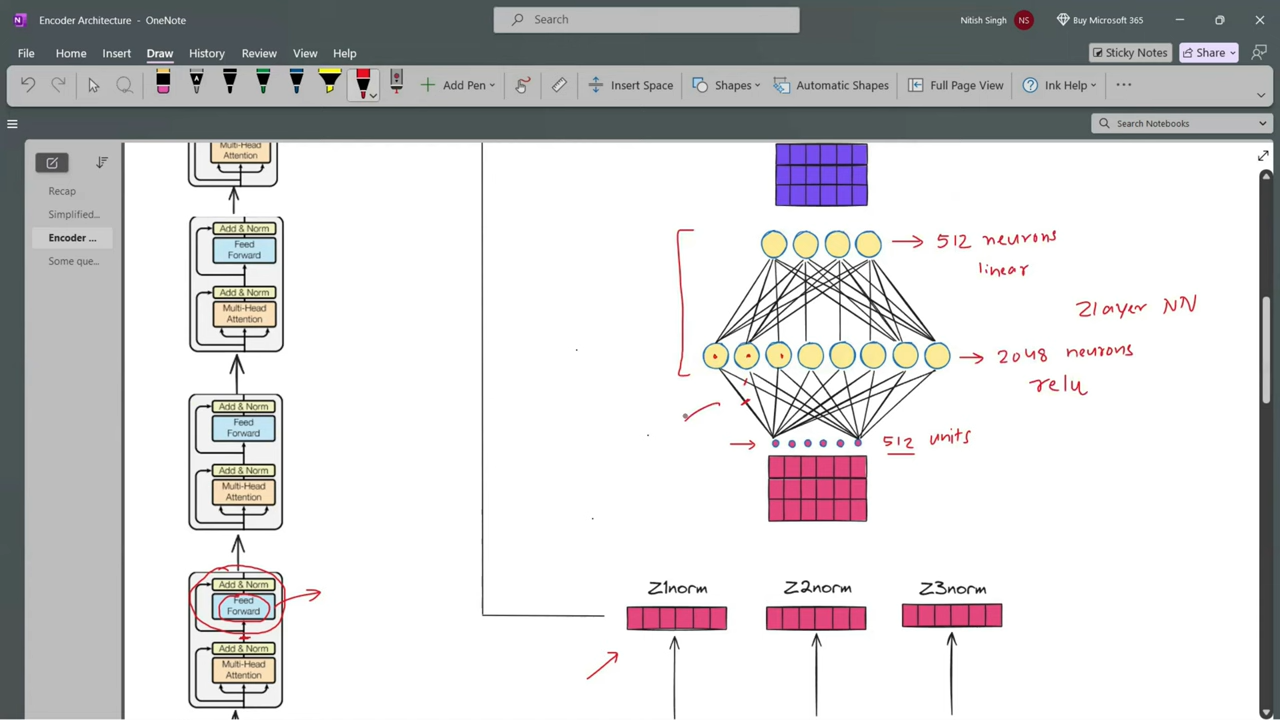 Encoder Architecture - OneNote
Search
Nitish Singh
NS
Buy Microsoft 365
File
Home
Insert
Draw
History
Review
View
Help
Sticky Notes
Share
Add Pen
Insert Space
Shapes
Automatic Shapes
Full Page View
Ink Help
Search Notebooks
Recap
Simplified...
Encoder ...
Some que...
Multi-Head
Attention
Add & Norm
Feed
Forward
Add & Norm
Multi-Head
Attention
Add & Norm
Feed
Forward
Add & Norm
Multi-Head
Attention
Add & Norm
Feed
Forward
Add & Norm
Multi-Head
Attention
512 neurons
linear
2 layer NN
2048 neurons
relu
512 units
Z1norm
Z2norm
Z3norm